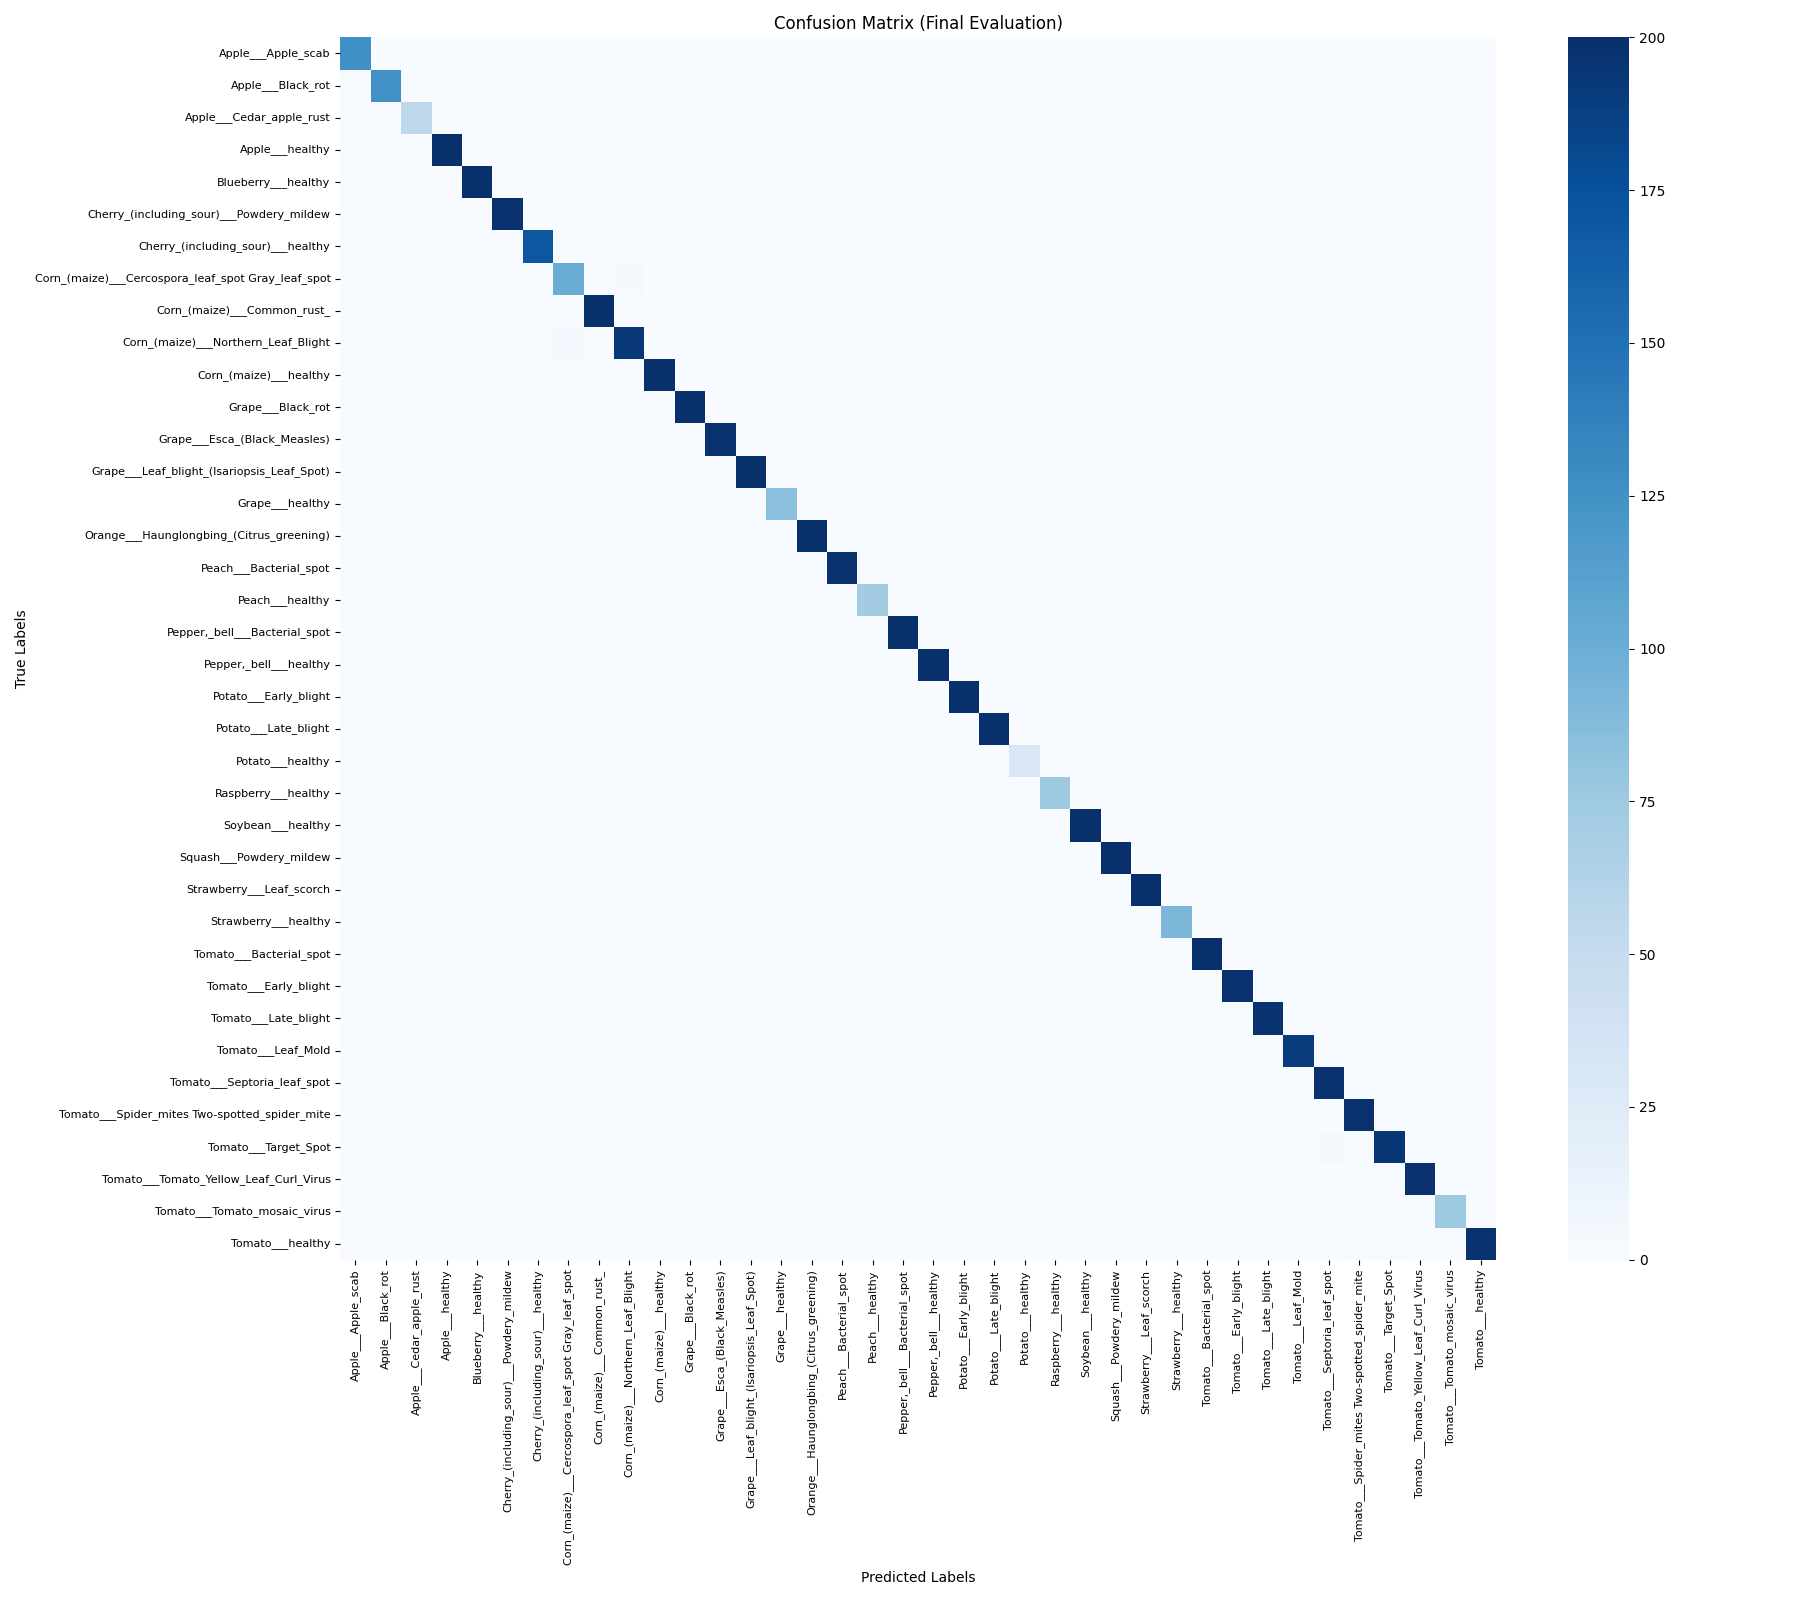 Confusion Matrix (Final Evaluation)
True Labels
Apple___Apple_scab
Apple___Black_rot
Apple___Cedar_apple_rust
Apple___healthy
Blueberry___healthy
Cherry_(including_sour)___Powdery_mildew
Cherry_(including_sour)___healthy
Corn_(maize)___Cercospora_leaf_spot Gray_leaf_spot
Corn_(maize)___Common_rust_
Corn_(maize)___Northern_Leaf_Blight
Corn_(maize)___healthy
Grape___Black_rot
Grape___Esca_(Black_Measles)
Grape___Leaf_blight_(Isariopsis_Leaf_Spot)
Grape___healthy
Orange___Haunglongbing_(Citrus_greening)
Peach___Bacterial_spot
Peach___healthy
Pepper,_bell___Bacterial_spot
Pepper,_bell___healthy
Potato___Early_blight
Potato___Late_blight
Potato___healthy
Raspberry___healthy
Soybean___healthy
Squash___Powdery_mildew
Strawberry___Leaf_scorch
Strawberry___healthy
Tomato___Bacterial_spot
Tomato___Early_blight
Tomato___Late_blight
Tomato___Leaf_Mold
Tomato___Septoria_leaf_spot
Tomato___Spider_mites Two-spotted_spider_mite
Tomato___Target_Spot
Tomato___Tomato_Yellow_Leaf_Curl_Virus
Tomato___Tomato_mosaic_virus
Tomato___healthy
Apple___Apple_scab
Apple___Black_rot
Apple___Cedar_apple_rust
Apple___healthy
Blueberry___healthy
Cherry_(including_sour)___Powdery_mildew
Cherry_(including_sour)___healthy
Corn_(maize)___Cercospora_leaf_spot Gray_leaf_spot
Corn_(maize)___Common_rust_
Corn_(maize)___Northern_Leaf_Blight
Corn_(maize)___healthy
Grape___Black_rot
Grape___Esca_(Black_Measles)
Grape___Leaf_blight_(Isariopsis_Leaf_Spot)
Grape___healthy
Orange___Haunglongbing_(Citrus_greening)
Peach___Bacterial_spot
Peach___healthy
Pepper,_bell___Bacterial_spot
Pepper,_bell___healthy
Potato___Early_blight
Potato___Late_blight
Potato___healthy
Raspberry___healthy
Soybean___healthy
Squash___Powdery_mildew
Strawberry___Leaf_scorch
Strawberry___healthy
Tomato___Bacterial_spot
Tomato___Early_blight
Tomato___Late_blight
Tomato___Leaf_Mold
Tomato___Septoria_leaf_spot
Tomato___Spider_mites Two-spotted_spider_mite
Tomato___Target_Spot
Tomato___Tomato_Yellow_Leaf_Curl_Virus
Tomato___Tomato_mosaic_virus
Tomato___healthy
Predicted Labels
200
175
150
125
100
75
50
25
0